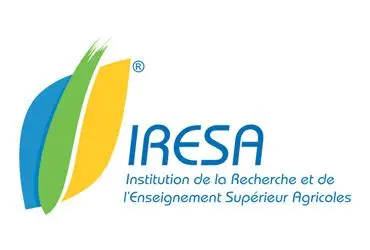 ®
IRESA
Institution de la Recherche et de
l'Enseignement Supérieur Agricoles